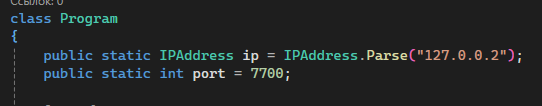 Ссылок: 0
class Program
{
public static IPAddress ip = IPAddress.Parse("127.0.0.2");
public static int port = 7700;